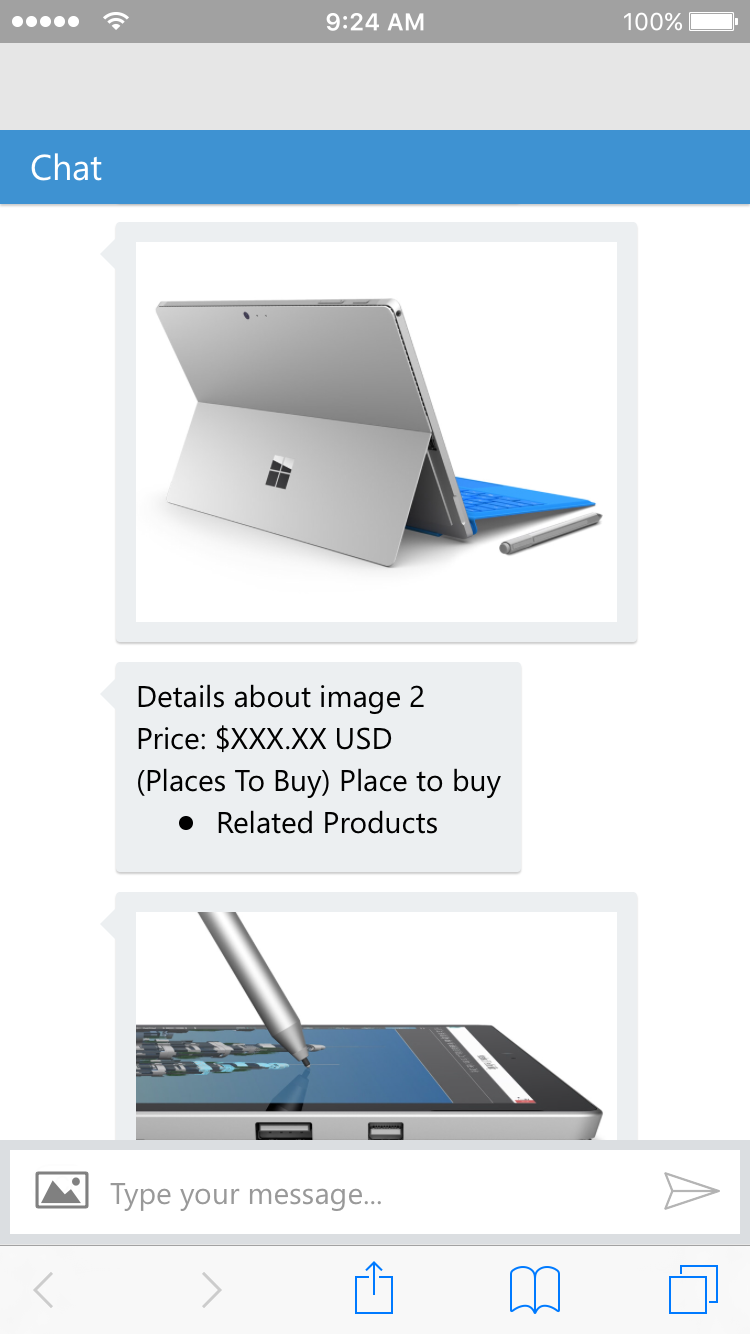 9:24 AM
100%
Chat
Details about image 2
Price: $XXX.XX USD
(Places To Buy) Place to buy
• Related Products
Type your message...